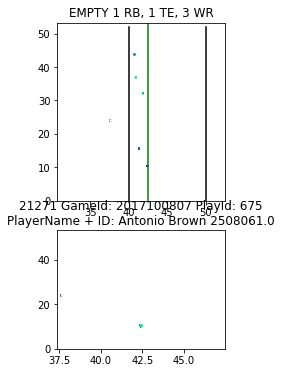 EMPTY 1 RB, 1 TE, 3 WR
50
40
30
20
10
0
35 40 45 50
21271 GameId: 2017100807 PlayId: 675
PlayerName + ID: Antonio Brown 2508061.0
40
20
0
37.5 40.0 42.5 45.0